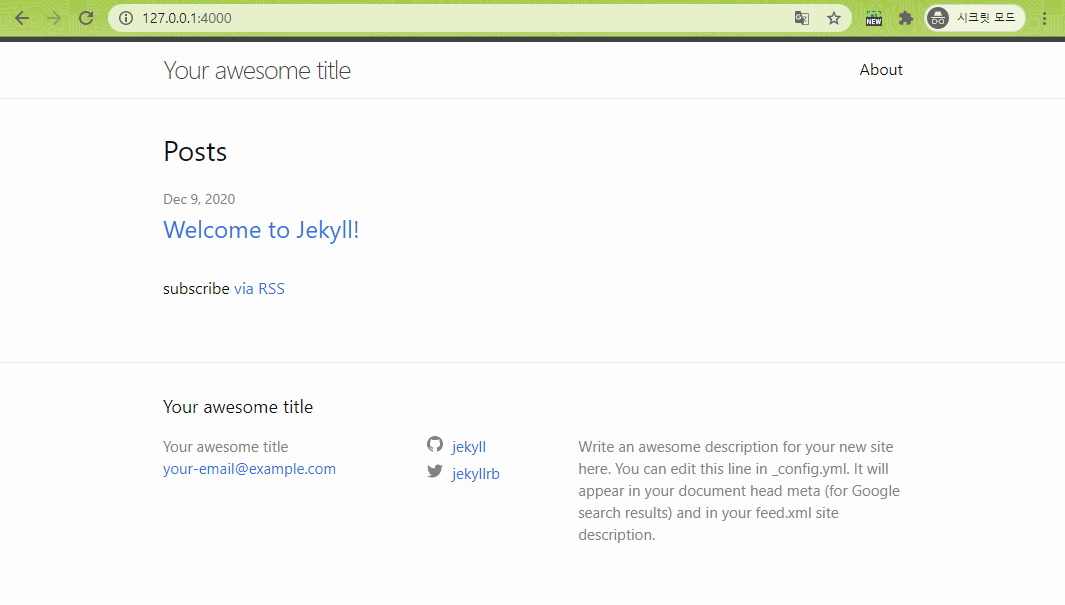 127.0.0.1:4000
NEW
시크릿 모드
Your awesome title
About
Posts
Dec 9, 2020
Welcome to Jekyll!
subscribe via RSS
Your awesome title
Your awesome title
your-email@example.com
jekyll
jekyllrb
Write an awesome description for your new site
here. You can edit this line in _config.yml. It will
appear in your document head meta (for Google
search results) and in your feed.xml site
description.